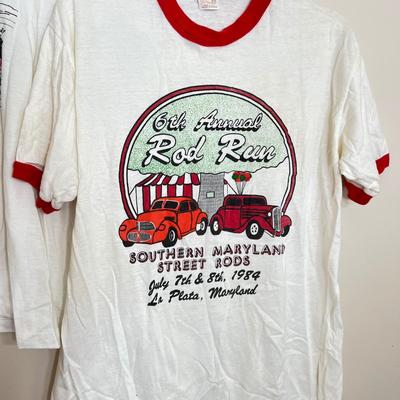 6th Annual
Rod Run
SOUTHERN MARYLAND
STREET RODS
July 7th & 8th, 1984
La Plata, Maryland